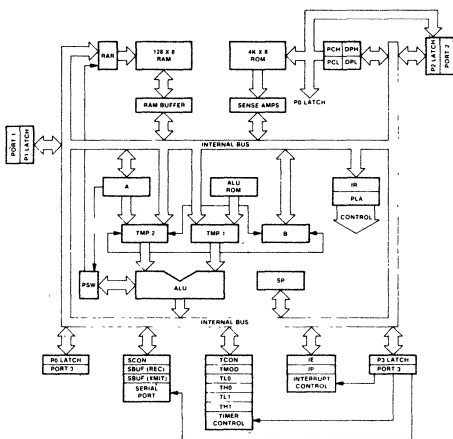 RAR
128 X 8
RAM
4K X 8
ROM
PCH DPH
PCL DPL
P2 LATCH
PORT 2
P0 LATCH
RAM BUFFER
SENSE AMPS
PORT 1
P1 LATCH
INTERNAL BUS
A
ALU
ROM
IR
PLA
CONTROL
TMP 2
TMP 1
B
PSW
ALU
SP
INTERNAL BUS
P0 LATCH
SCON
SBUF (REC)
SBUF (XMIT)
SERIAL
PORT
TCON
TMOD
TL0
TH0
TL1
TH1
TIMER
CONTROL
IE
IP
INTERRUPT
CONTROL
P3 LATCH
PORT 3